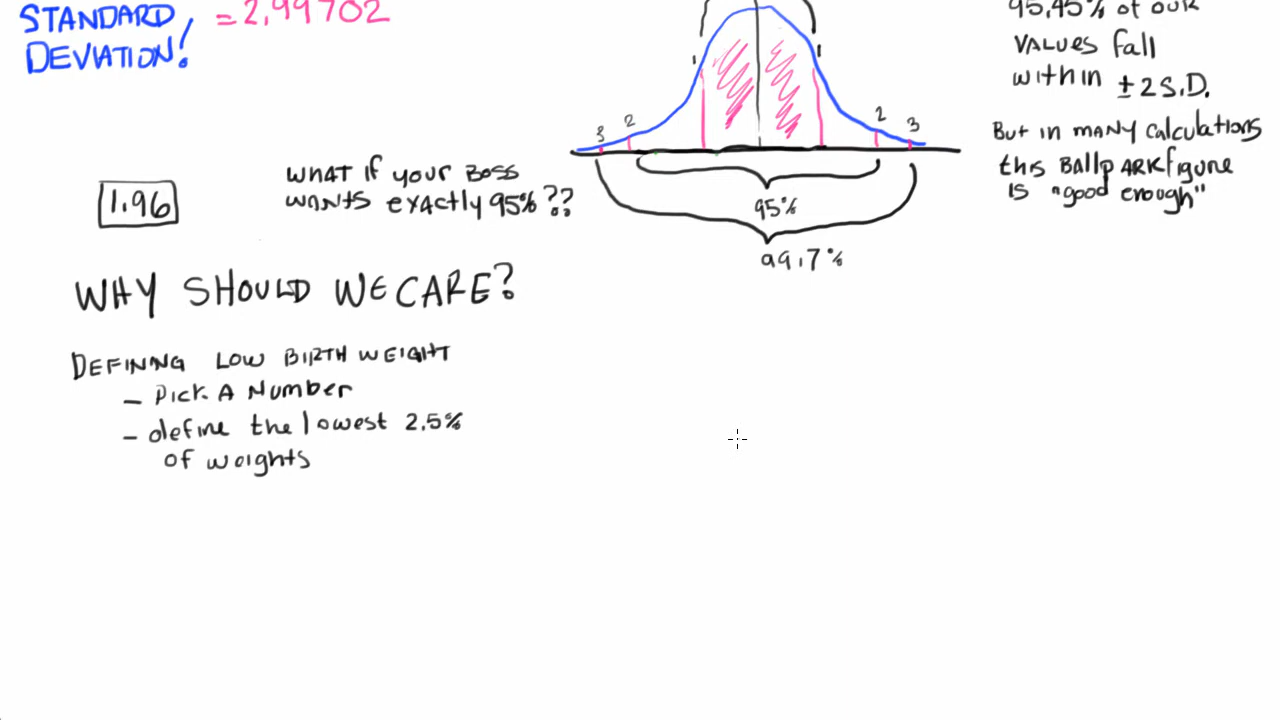 STANDARD
DEVIATION!
= 2.99702
95.45% of our
VALUES fall
within ±2 S.D.
But in MANY calculations
this BallpARK figure
IS "good enough"
3 2 2 3
95%
99.7%
WHAT if your Boss
WANTS exactly 95%??
1.96
WHY SHOULD WE CARE?
DEFINING LOW BIRTH WEIGHT
- Pick A Number
- define the lowest 2.5%
of weights